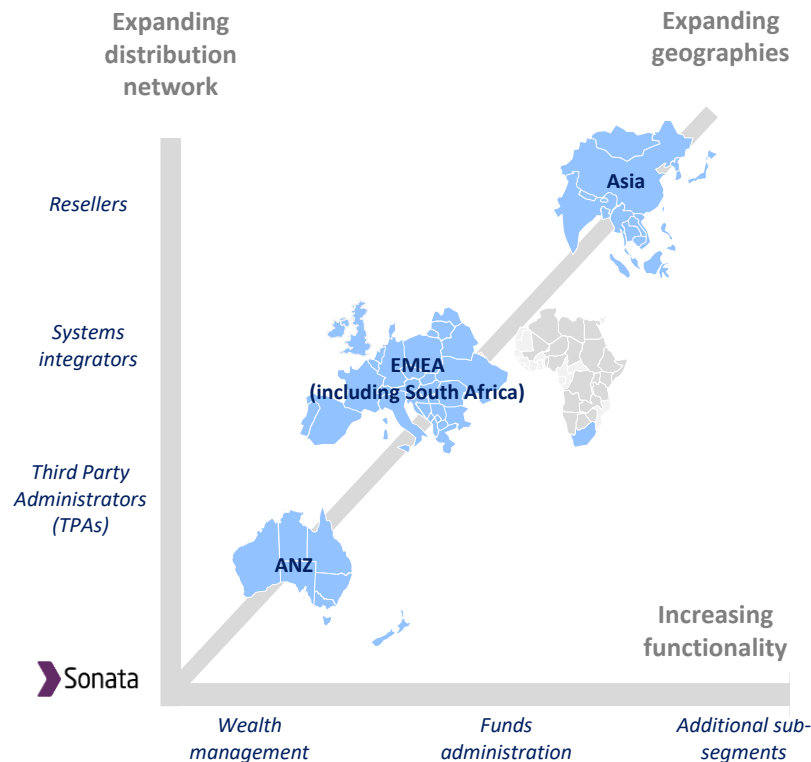 Expanding
distribution
network
Expanding
geographies
Resellers
Asia
Systems
integrators
EMEA
(including South Africa)
Third Party
Administrators
(TPAs)
ANZ
Increasing
functionality
Sonata
Wealth
management
Funds
administration
Additional sub-
segments